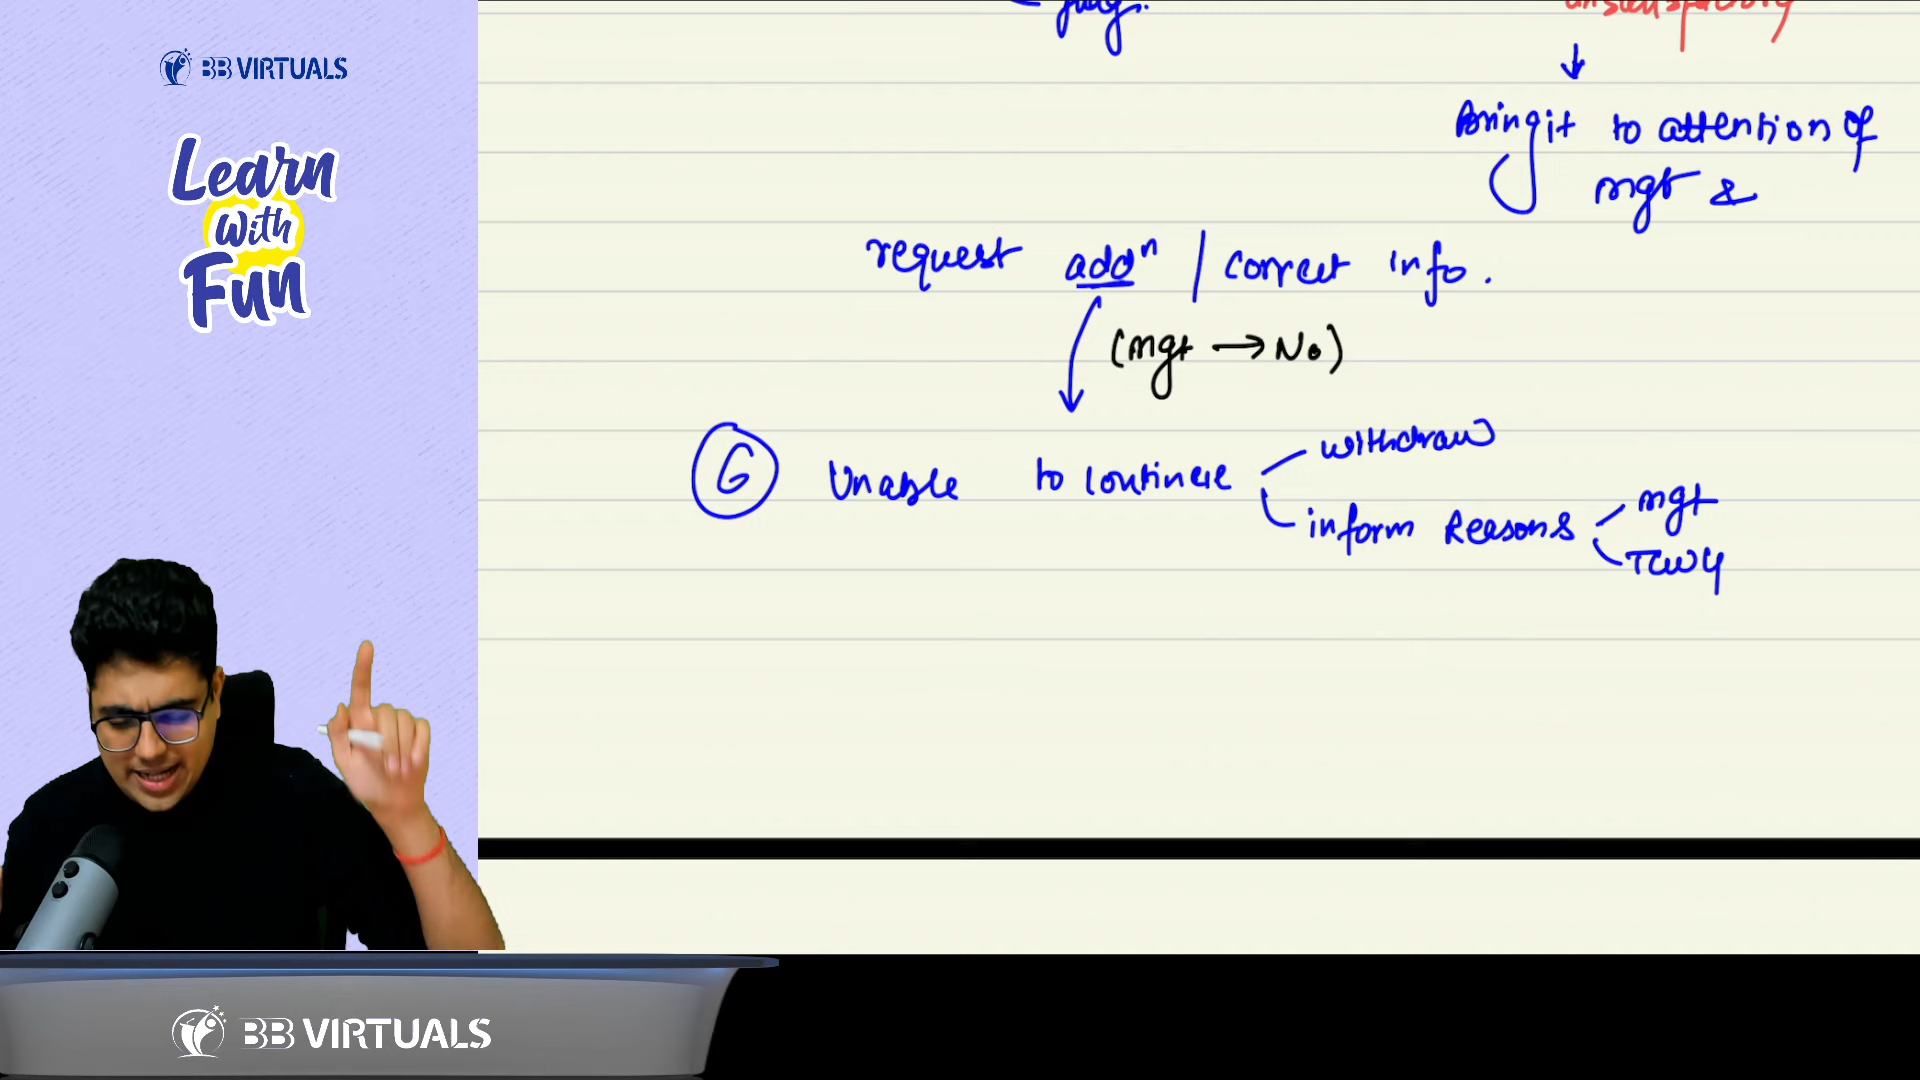 BB VIRTUALS
Learn
With
Fun
unsatisfactory
↓
Bring it to attention of
mgt &
request addⁿ / correct info.
(mgt → No)
6 Unable to continue
withdraw
inform Reasons
mgt
TCWG
BB VIRTUALS